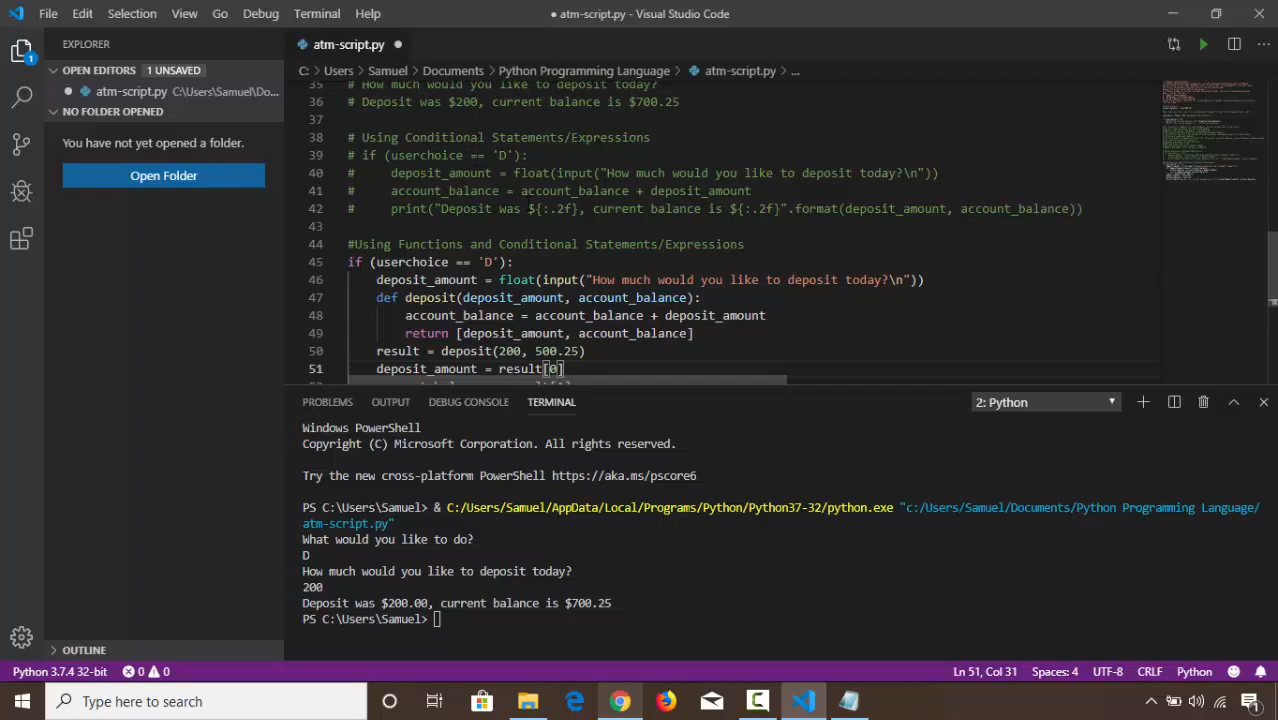 File Edit Selection View Go Debug Terminal Help
● atm-script.py - Visual Studio Code
EXPLORER
atm-script.py
OPEN EDITORS 1 UNSAVED
C: > Users > Samuel > Documents > Python Programming Language > atm-script.py > ...
atm-script.py C:\Users\Samuel\Do...
NO FOLDER OPENED
You have not yet opened a folder.
Open Folder
35 # How much would you like to deposit today?
36 # Deposit was $200, current balance is $700.25
37
38 # Using Conditional Statements/Expressions
39 # if (userchoice == 'D'):
40 #     deposit_amount = float(input("How much would you like to deposit today?\n"))
41 #     account_balance = account_balance + deposit_amount
42 #     print("Deposit was ${:.2f}, current balance is ${:.2f}".format(deposit_amount, account_balance))
43
44 #Using Functions and Conditional Statements/Expressions
45 if (userchoice == 'D'):
46     deposit_amount = float(input("How much would you like to deposit today?\n"))
47     def deposit(deposit_amount, account_balance):
48         account_balance = account_balance + deposit_amount
49         return [deposit_amount, account_balance]
50     result = deposit(200, 500.25)
51     deposit_amount = result[0]
PROBLEMS OUTPUT DEBUG CONSOLE TERMINAL
2: Python
Windows PowerShell
Copyright (C) Microsoft Corporation. All rights reserved.
Try the new cross-platform PowerShell https://aka.ms/pscore6
PS C:\Users\Samuel> & C:/Users/Samuel/AppData/Local/Programs/Python/Python37-32/python.exe "c:/Users/Samuel/Documents/Python Programming Language/
atm-script.py"
What would you like to do?
D
How much would you like to deposit today?
200
Deposit was $200.00, current balance is $700.25
PS C:\Users\Samuel>
OUTLINE
Python 3.7.4 32-bit 0 0 Ln 51, Col 31 Spaces: 4 UTF-8 CRLF Python 1
Type here to search